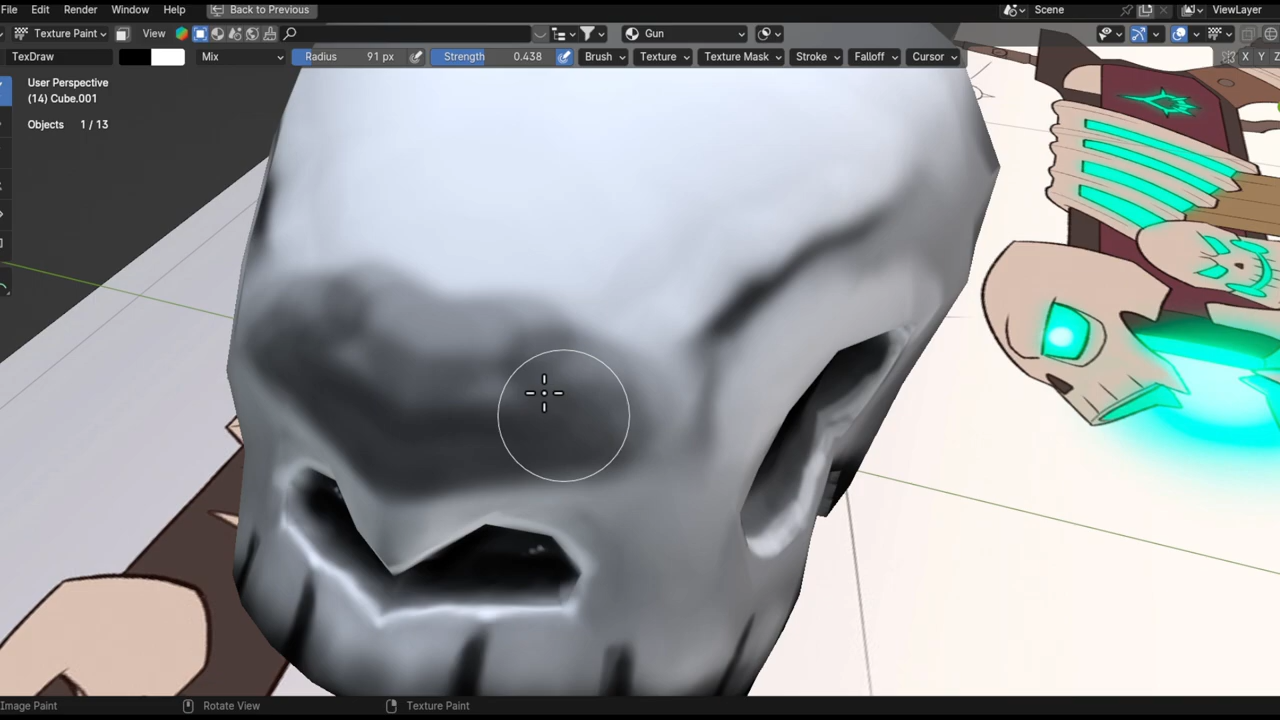 File Edit Render Window Help Back to Previous Scene ViewLayer
Texture Paint View Gun
TexDraw Mix Radius 91 px Strength 0.438 Brush Texture Texture Mask Stroke Falloff Cursor X Y Z
User Perspective
(14) Cube.001
Objects 1 / 13
Image Paint Rotate View Texture Paint